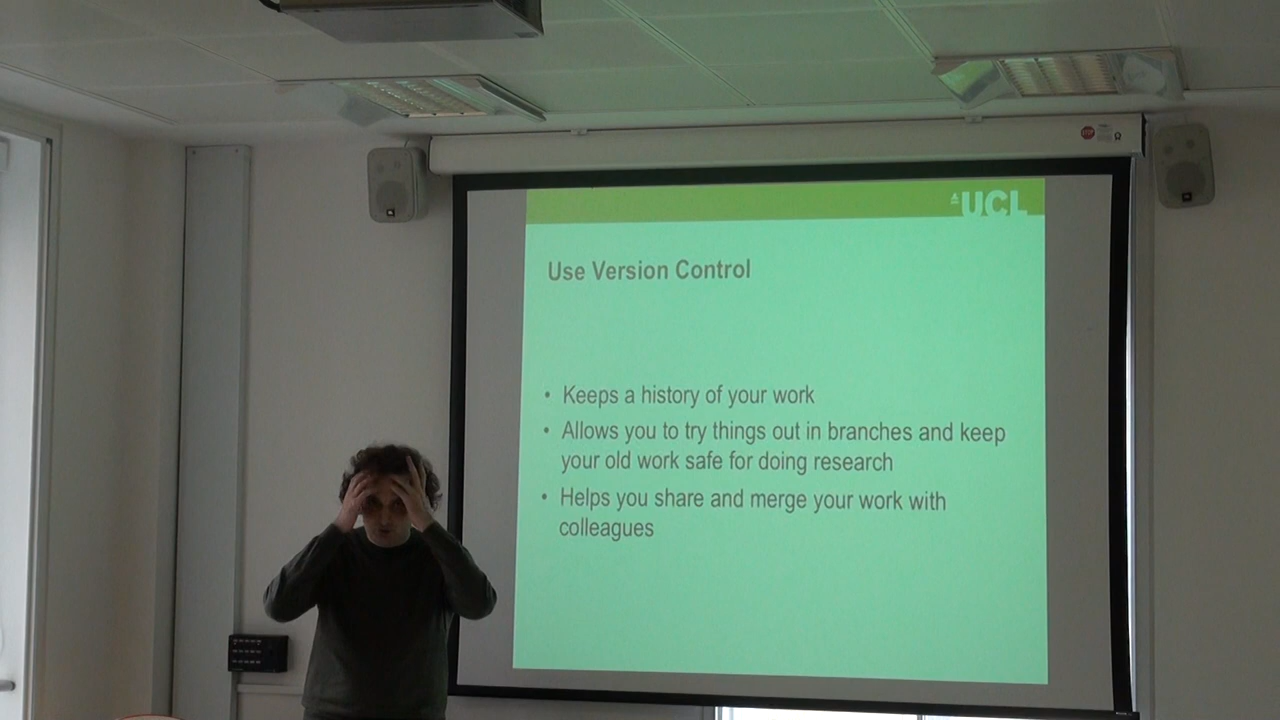 UCL
Use Version Control
• Keeps a history of your work
• Allows you to try things out in branches and keep
your old work safe for doing research
• Helps you share and merge your work with
colleagues